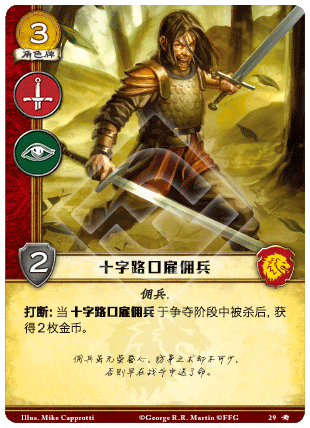 3
角色牌
2
十字路口雇佣兵
佣兵.
打断: 当 十字路口雇佣兵 于争夺阶段中被杀后, 获
得 2 枚金币。
佣兵虽无荣誉心, 防身之术却不可少,
否则早在战斗中送了命。
Illus. Mike Capprotti
©George R.R. Martin ©FFG
29